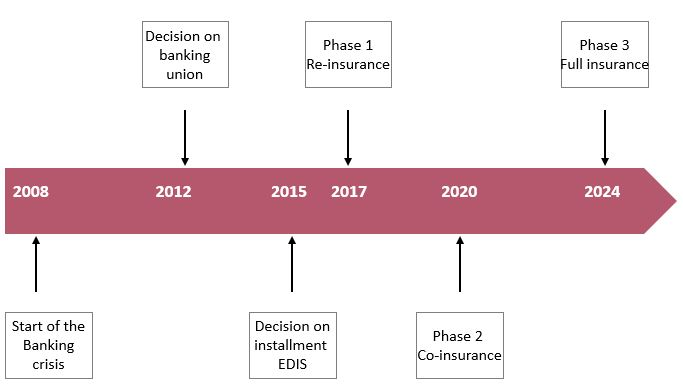 Decision on
banking
union
Phase 1
Re-insurance
Phase 3
Full insurance
2008
2012
2015
2017
2020
2024
Start of the
Banking
crisis
Decision on
installment
EDIS
Phase 2
Co-insurance